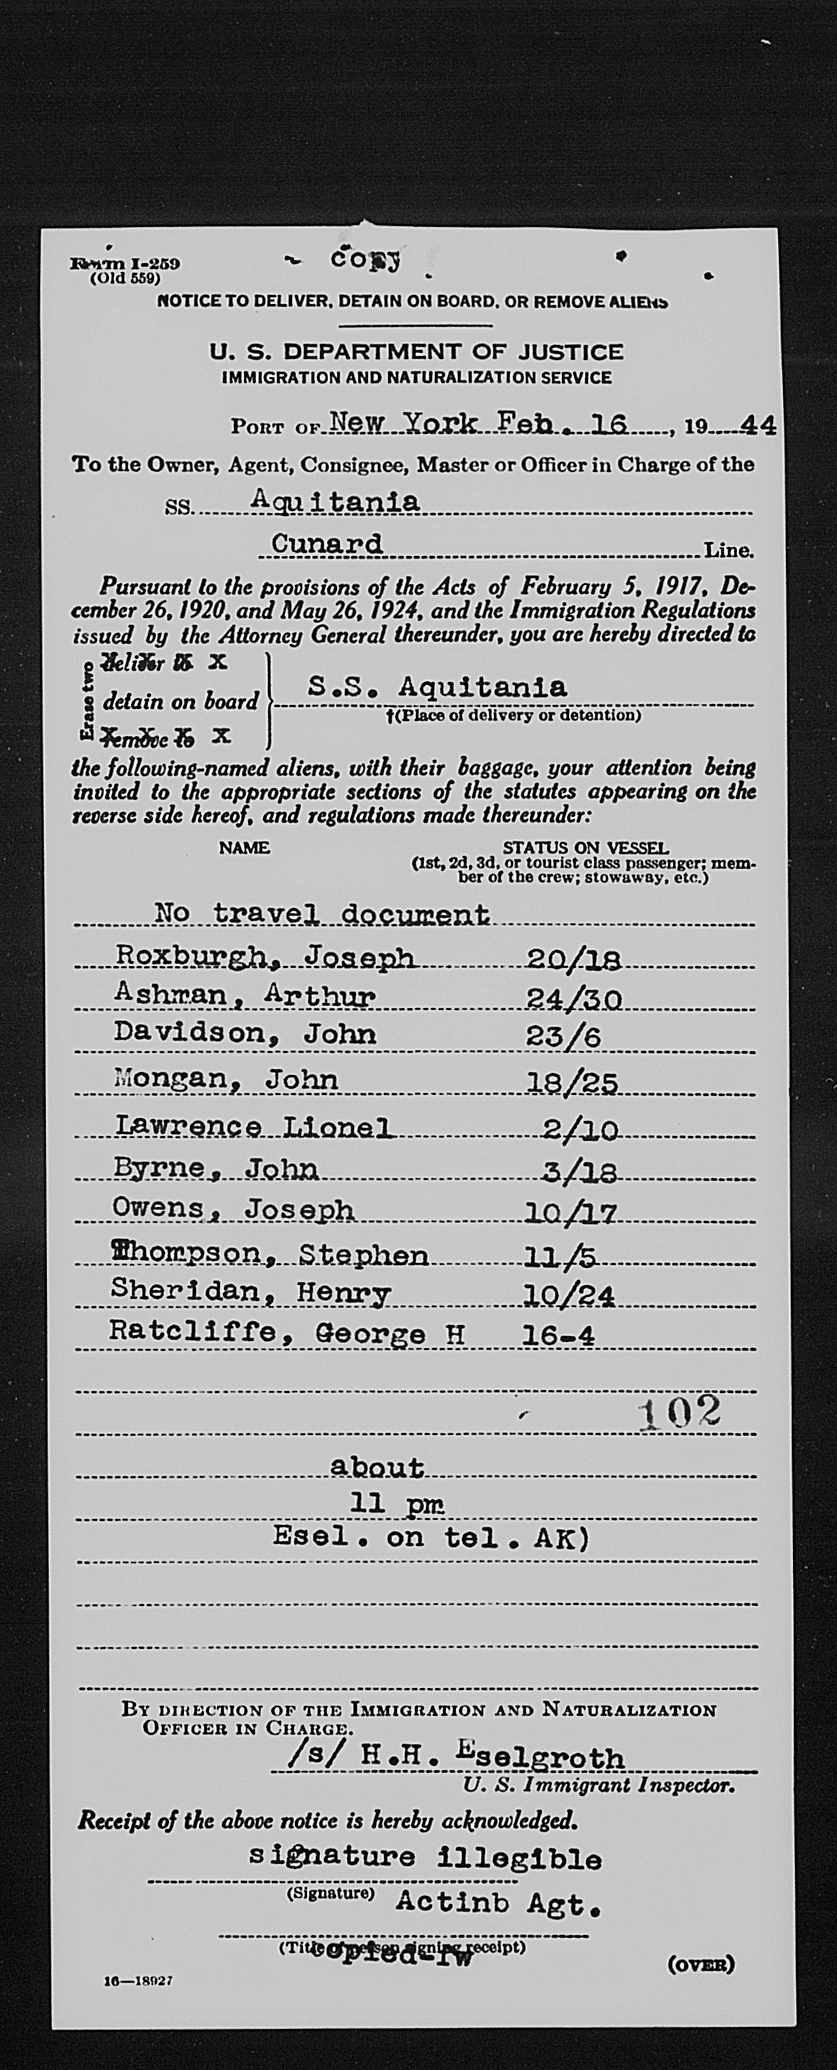 Form I-259 copy
(Old 559)
NOTICE TO DELIVER, DETAIN ON BOARD, OR REMOVE ALIENS
U. S. DEPARTMENT OF JUSTICE
IMMIGRATION AND NATURALIZATION SERVICE
PORT OF New York Feb. 16, 19 44
To the Owner, Agent, Consignee, Master or Officer in Charge of the
SS. Aquitania
Cunard Line.
Pursuant to the provisions of the Acts of February 5, 1917, De-
cember 26, 1920, and May 26, 1924, and the Immigration Regulations
issued by the Attorney General thereunder, you are hereby directed to
Erase two
deliver to X
detain on board S.S. Aquitania
†(Place of delivery or detention)
remove to X
the following-named aliens, with their baggage, your attention being
invited to the appropriate sections of the statutes appearing on the
reverse side hereof, and regulations made thereunder:
NAME STATUS ON VESSEL
(1st, 2d, 3d, or tourist class passenger; mem-
ber of the crew; stowaway, etc.)
No travel document
Roxburgh, Joseph 20/18
Ashman, Arthur 24/30
Davidson, John 23/6
Mongan, John 18/25
Lawrence Lionel 2/10
Byrne, John 3/18
Owens, Joseph 10/17
Thompson, Stephen 11/5
Sheridan, Henry 10/24
Ratcliffe, George H 16-4
102
about
11 pm
Esel. on tel. AK)
BY DIRECTION OF THE IMMIGRATION AND NATURALIZATION
OFFICER IN CHARGE.
/s/ H.H. Eselgroth
U. S. Immigrant Inspector.
Receipt of the above notice is hereby acknowledged.
signature illegible
(Signature) Actinb Agt.
(Title of person signing receipt)
copied-rw
(OVER)
16—18927